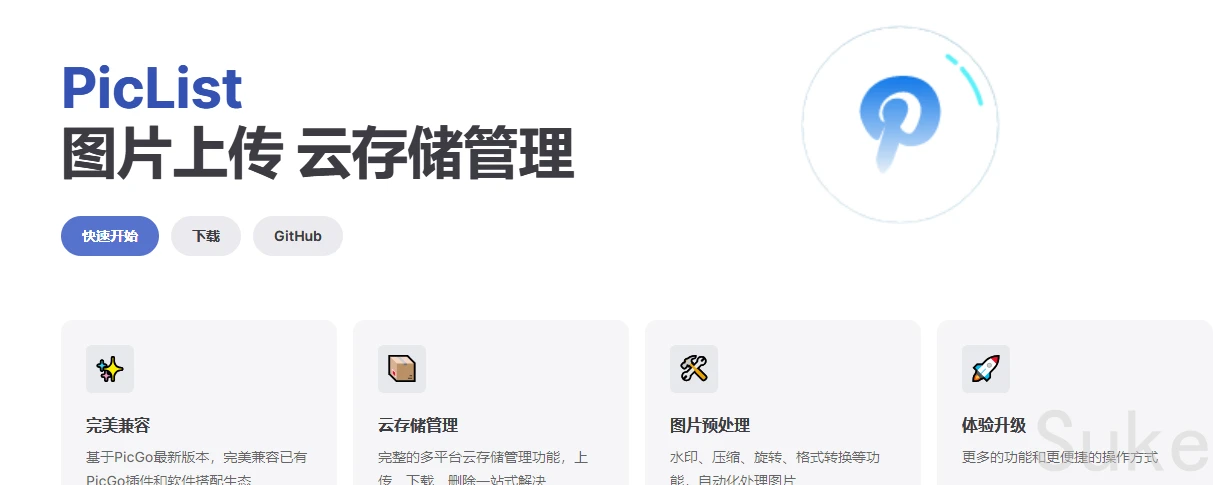 PicList
图片上传 云存储管理
快速开始
下载
GitHub
完美兼容
基于PicGo最新版本，完美兼容已有
PicGo插件和软件搭配生态
云存储管理
完整的多平台云存储管理功能，上
传、下载、删除一站式解决
图片预处理
水印、压缩、旋转、格式转换等功
能，自动化处理图片
体验升级
更多的功能和更便捷的操作方式
Suke